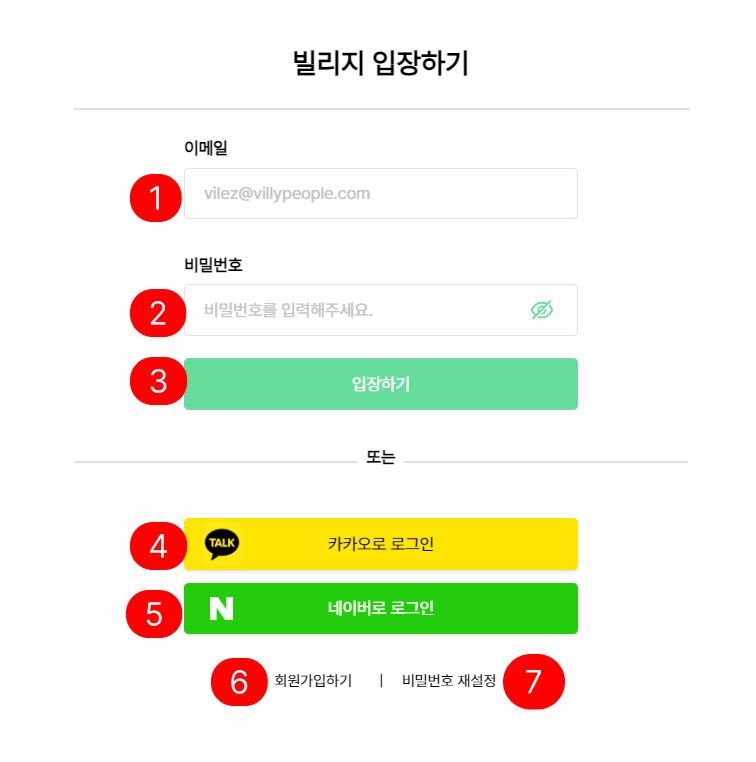 빌리지 입장하기
이메일
1 vilez@villypeople.com
비밀번호
2 비밀번호를 입력해주세요.
3 입장하기
또는
4 TALK 카카오로 로그인
5 N 네이버로 로그인
6 회원가입하기 | 비밀번호 재설정 7